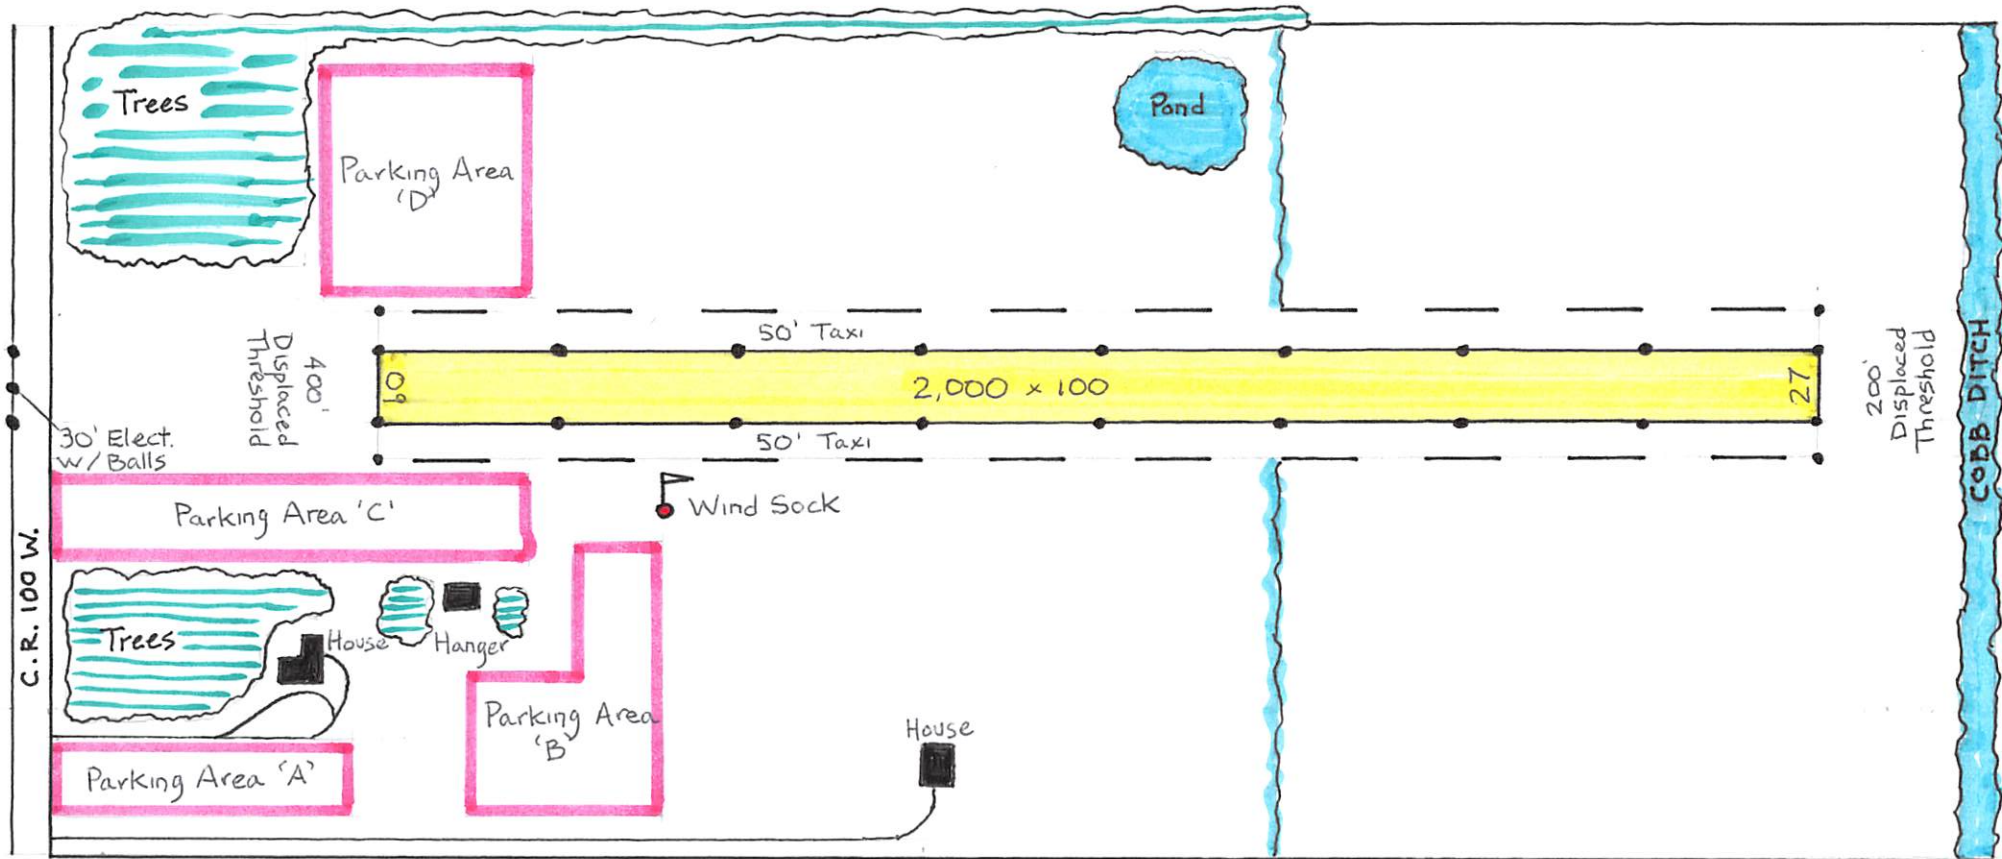 Trees
Parking Area
'D'
Pond
50' Taxi
400'
Displaced
Threshold
09
2,000 x 100
27
200'
Displaced
Threshold
COBB DITCH
50' Taxi
30' Elect.
w/ Balls
Parking Area 'C'
Wind Sock
C.R. 100 W.
Trees
House
Hanger
Parking Area
'B'
House
Parking Area 'A'